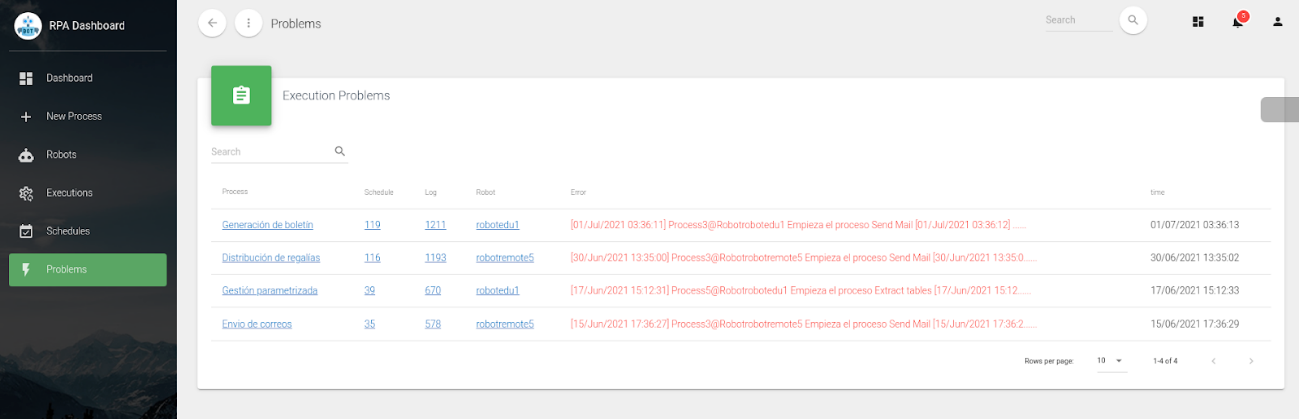 RPA Dashboard
Dashboard
New Process
Robots
Executions
Schedules
Problems
Problems
Search
3
Execution Problems
Search
Process Schedule Log Robot Error time
Generación de boletín 119 1211 robotedu1 [01/Jul/2021 03:36:11] Process3@Robotrobotedu1 Empieza el proceso Send Mail [01/Jul/2021 03:36:12] ...... 01/07/2021 03:36:13
Distribución de regalías 116 1193 robotremote5 [30/Jun/2021 13:35:00] Process3@Robotrobotremote5 Empieza el proceso Send Mail [30/Jun/2021 13:35:0...... 30/06/2021 13:35:02
Gestión parametrizada 39 670 robotedu1 [17/Jun/2021 15:12:31] Process5@Robotrobotedu1 Empieza el proceso Extract tables [17/Jun/2021 15:12...... 17/06/2021 15:12:33
Envio de correos 35 578 robotremote5 [15/Jun/2021 17:36:27] Process3@Robotrobotremote5 Empieza el proceso Send Mail [15/Jun/2021 17:36:2...... 15/06/2021 17:36:29
Rows per page: 10 1-4 of 4